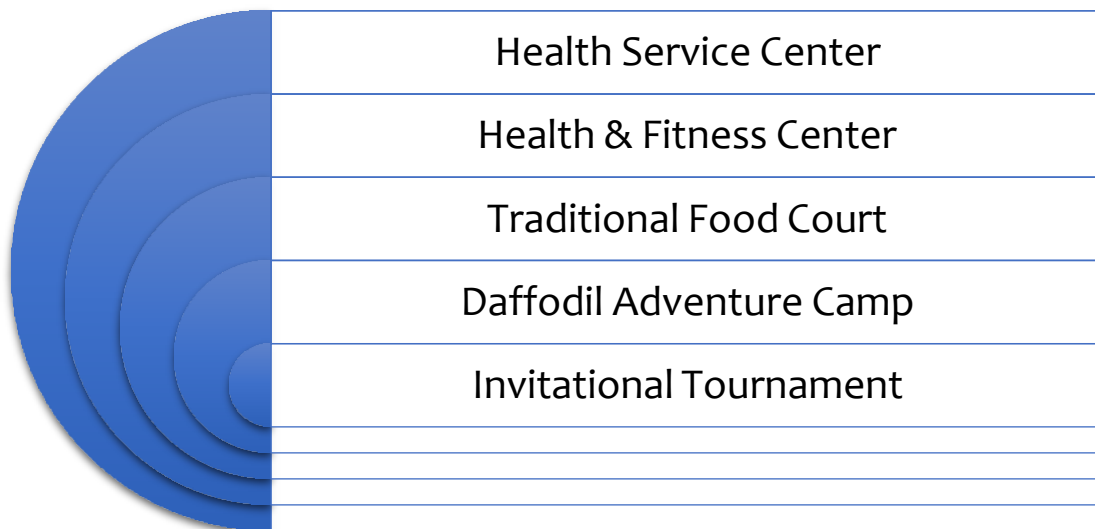 Health Service Center
Health & Fitness Center
Traditional Food Court
Daffodil Adventure Camp
Invitational Tournament